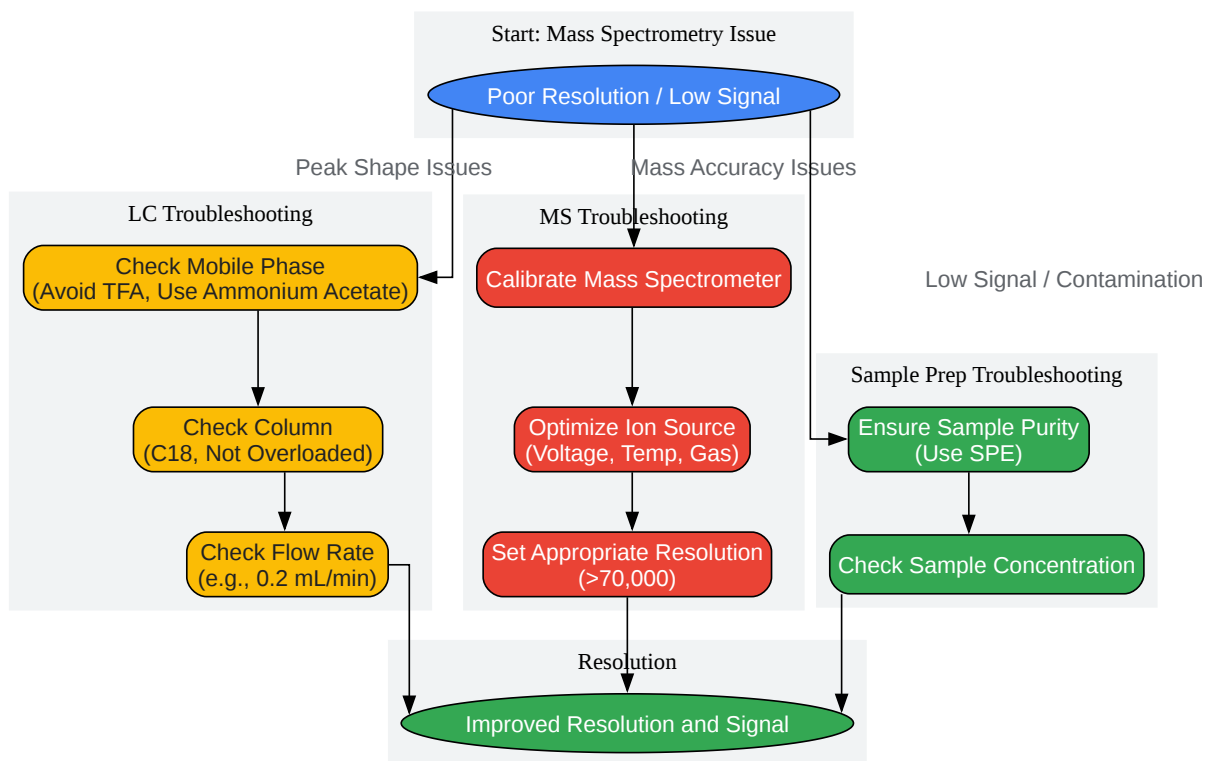 Start: Mass Spectrometry Issue
Poor Resolution / Low Signal
Peak Shape Issues
Mass Accuracy Issues
Low Signal / Contamination
LC Troubleshooting
Check Mobile Phase
(Avoid TFA, Use Ammonium Acetate)
Check Column
(C18, Not Overloaded)
Check Flow Rate
(e.g., 0.2 mL/min)
MS Troubleshooting
Calibrate Mass Spectrometer
Optimize Ion Source
(Voltage, Temp, Gas)
Set Appropriate Resolution
(>70,000)
Sample Prep Troubleshooting
Ensure Sample Purity
(Use SPE)
Check Sample Concentration
Resolution
Improved Resolution and Signal